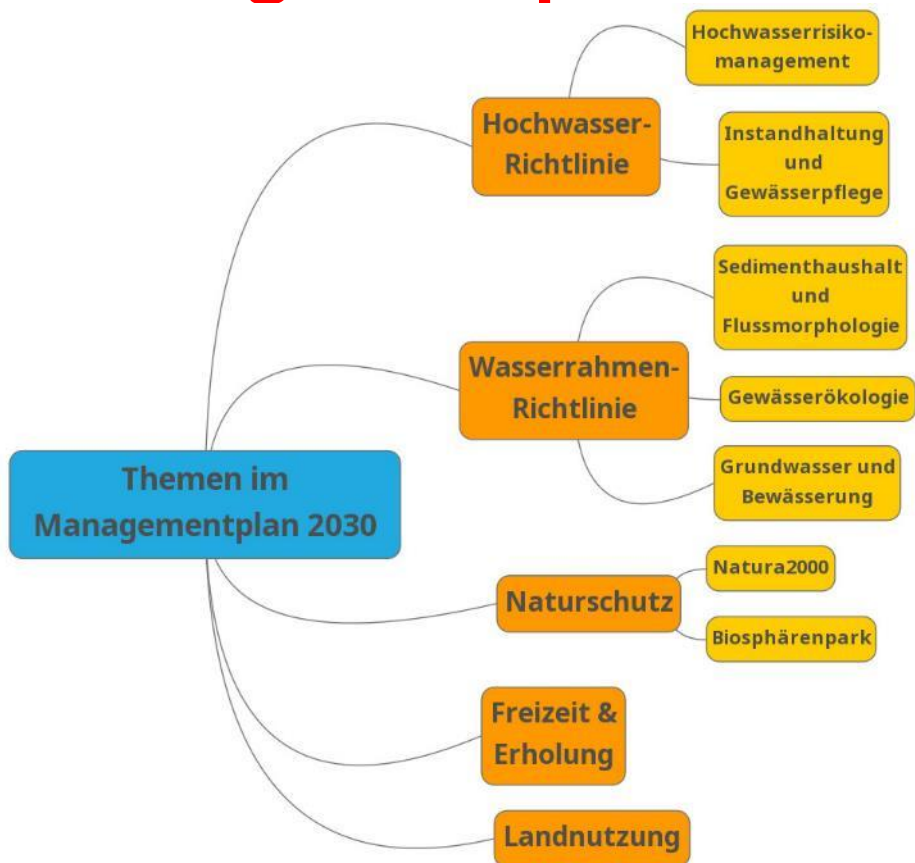 Hochwasserrisiko-
management
Hochwasser-
Richtlinie
Instandhaltung
und
Gewässerpflege
Sedimenthaushalt
und
Flussmorphologie
Wasserrahmen-
Richtlinie
Gewässerökologie
Grundwasser und
Bewässerung
Themen im
Managementplan 2030
Naturschutz
Natura2000
Biosphärenpark
Freizeit &
Erholung
Landnutzung